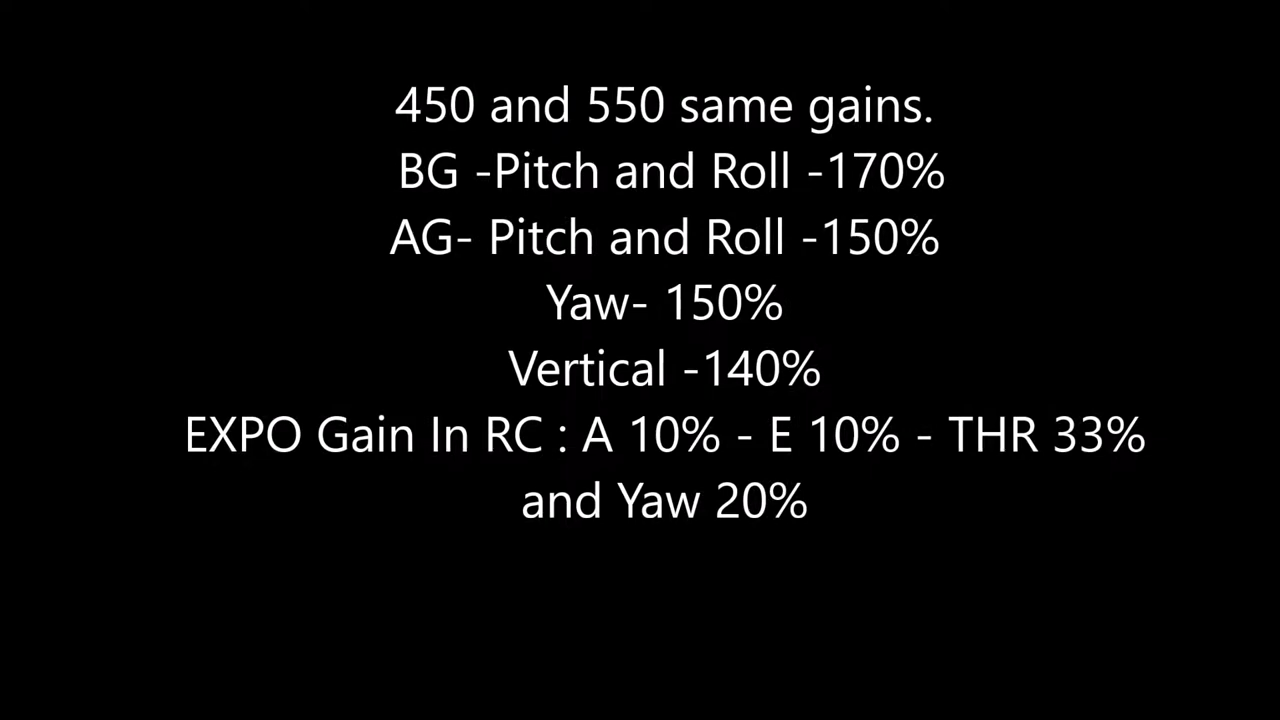 450 and 550 same gains.
BG -Pitch and Roll -170%
AG- Pitch and Roll -150%
Yaw- 150%
Vertical -140%
EXPO Gain In RC : A 10% - E 10% - THR 33%
and Yaw 20%